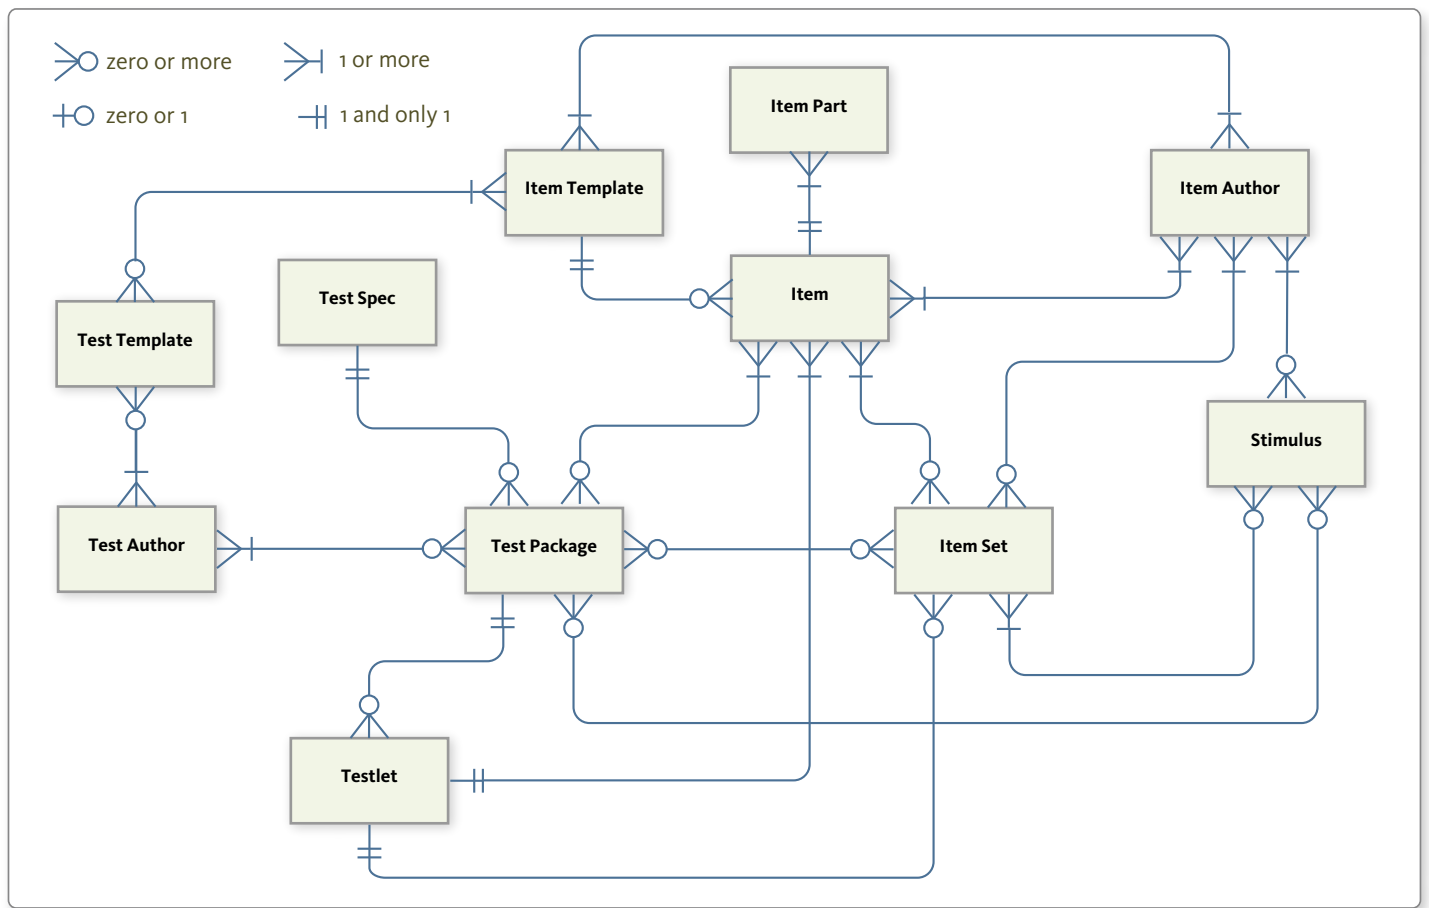 zero or more
1 or more
zero or 1
1 and only 1
Item Part
Item Template
Item Author
Test Spec
Item
Test Template
Stimulus
Test Author
Test Package
Item Set
Testlet